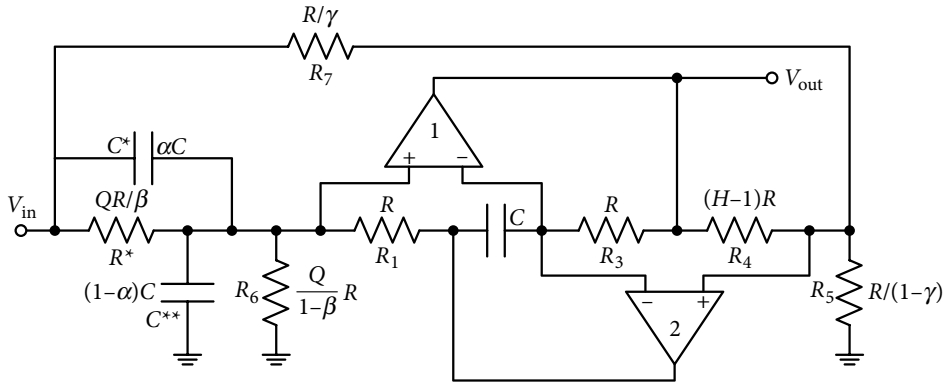 R/γ
R7
Vout
1
+ −
C* αC
QR/β
Vin
R*
R
R1
C
R
R3
(H–1)R
R4
(1–α)C
C**
R6
Q
1–β
R
− +
2
R5
R/(1–γ)